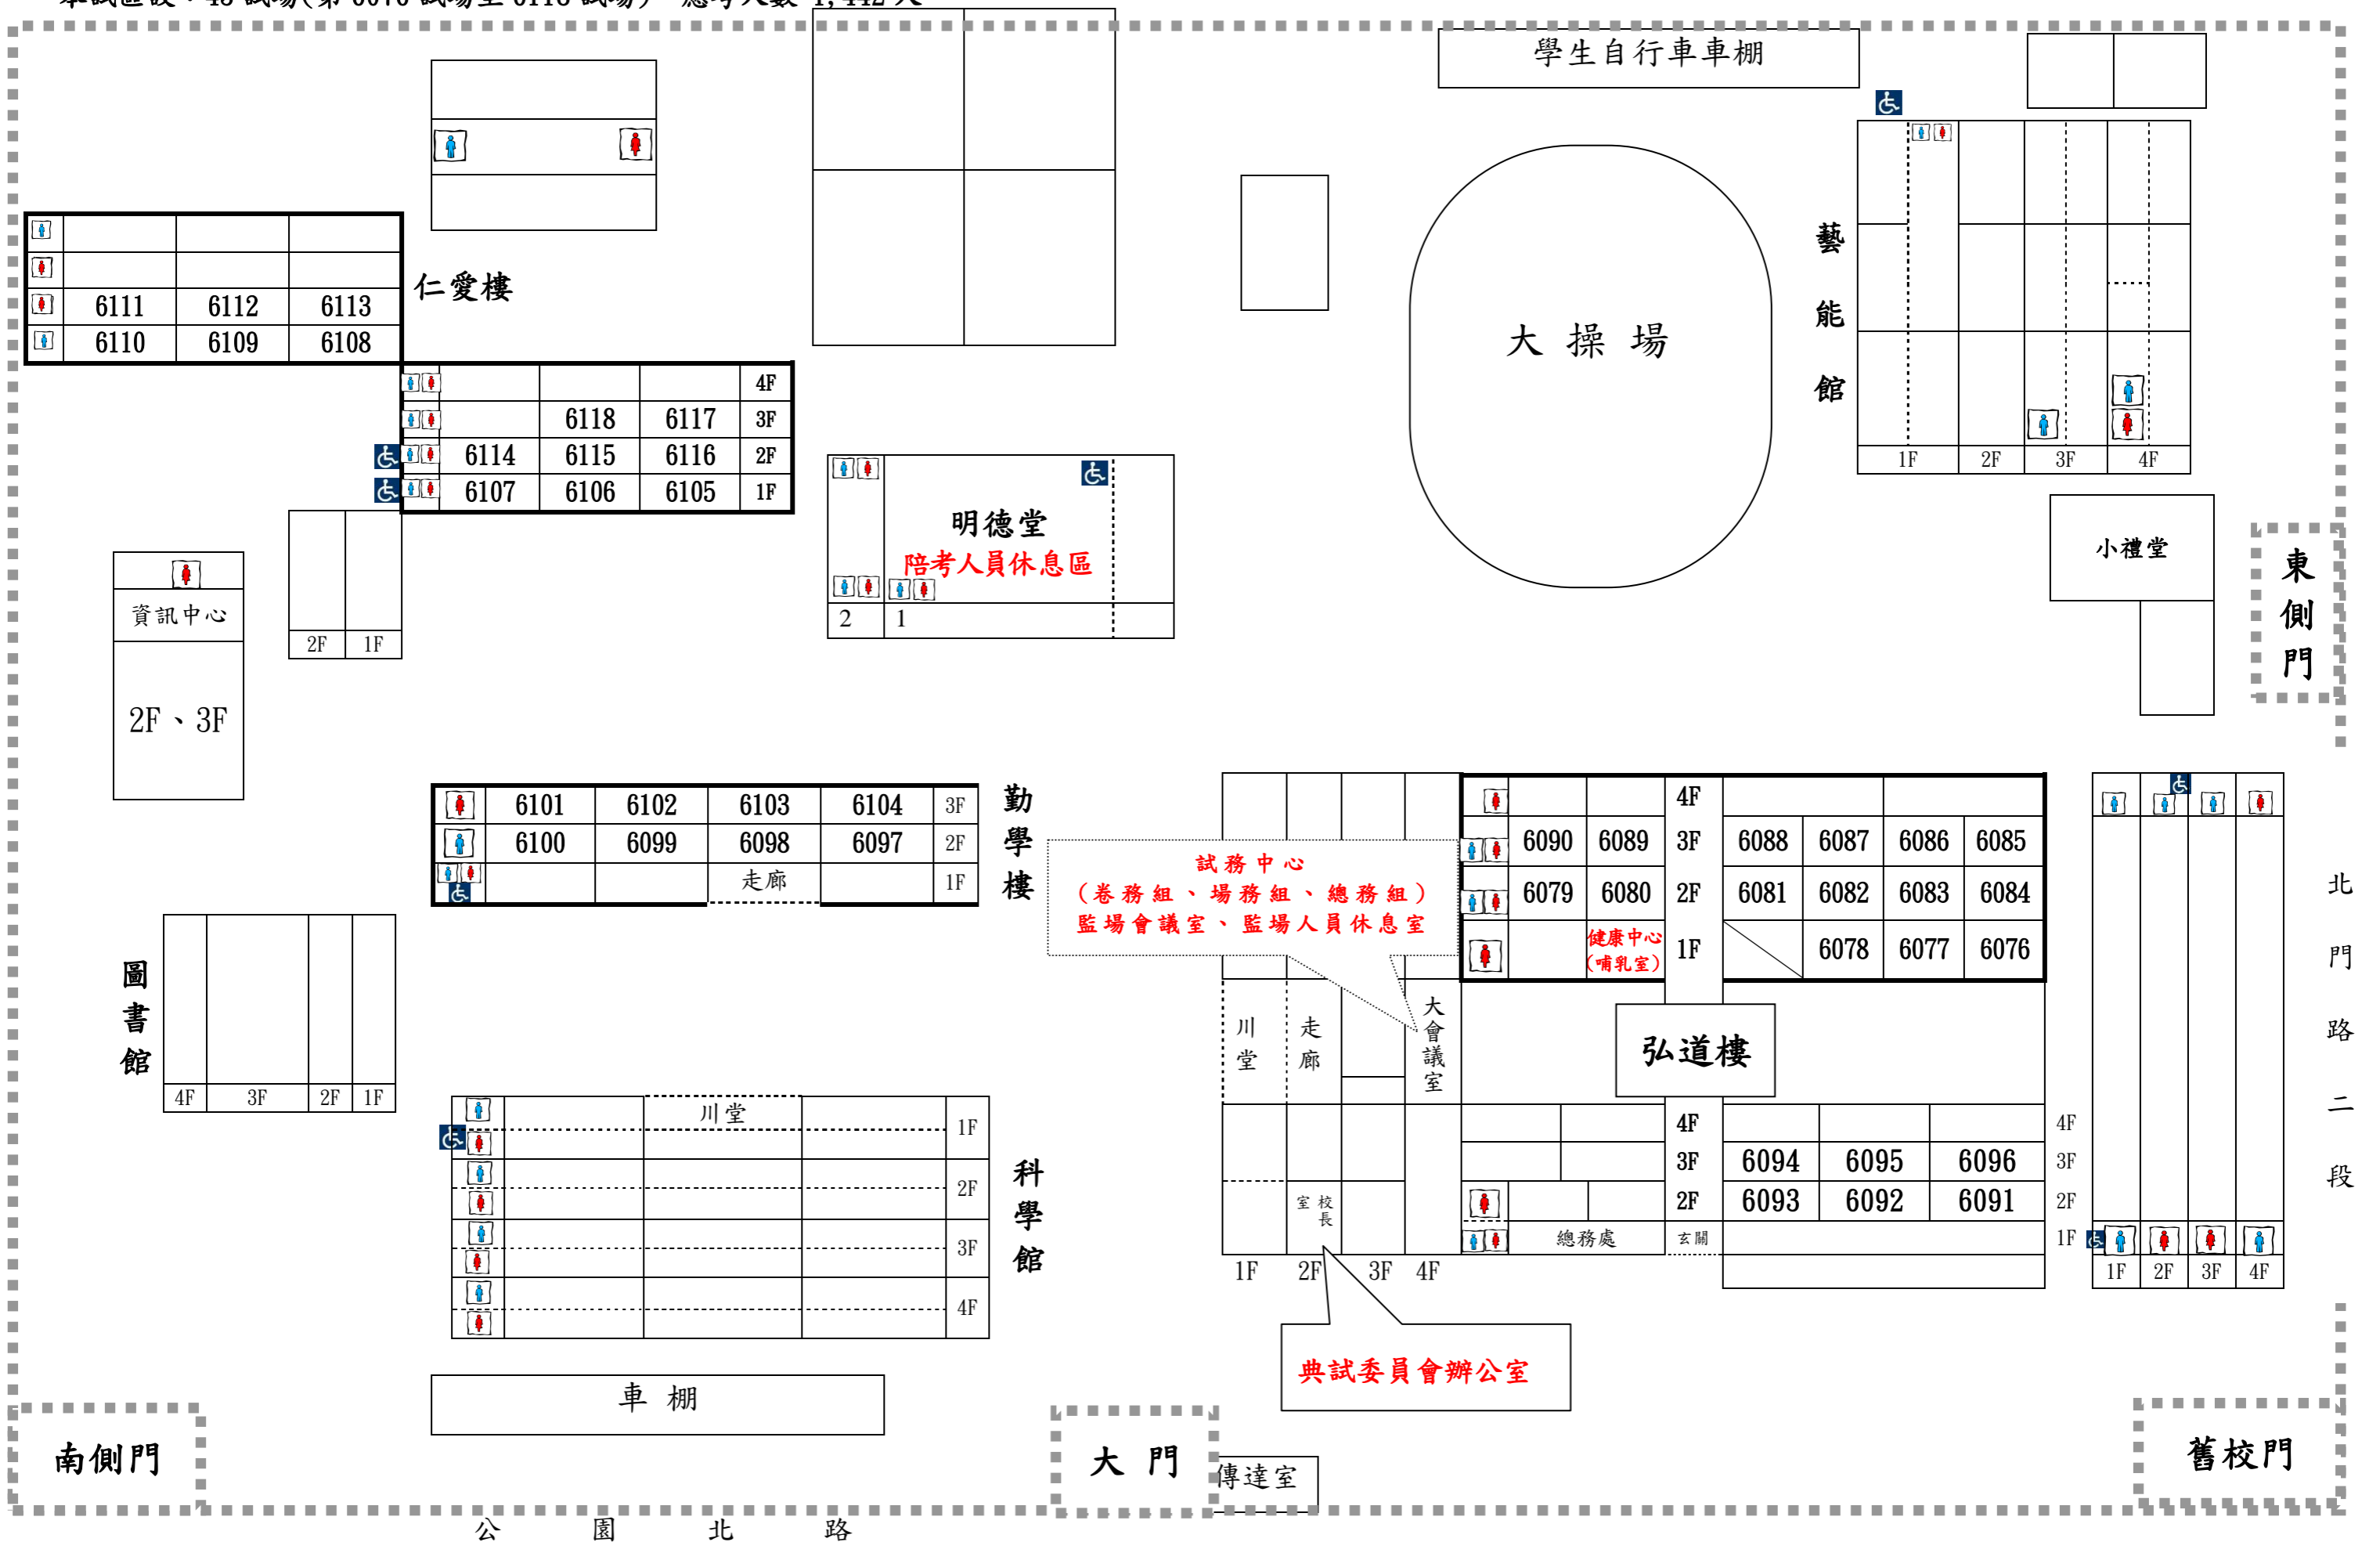 學生自行車車棚
仁愛樓
6111 6112 6113
6110 6109 6108
4F
6118 6117 3F
6114 6115 6116 2F
6107 6106 6105 1F
2F 1F
資訊中心
2F、3F
明德堂
陪考人員休息區
2 1
大操場
藝能館
1F 2F 3F 4F
小禮堂
東側門
6101 6102 6103 6104 3F
6100 6099 6098 6097 2F
走廊 1F
勤學樓
試務中心
(卷務組、場務組、總務組)
監場會議室、監場人員休息室
4F
6090 6089 3F 6088 6087 6086 6085
6079 6080 2F 6081 6082 6083 6084
健康中心
(哺乳室)
1F 6078 6077 6076
川堂
走廊
大會議室
弘道樓
圖書館
4F 3F 2F 1F
川堂
1F
2F
3F
4F
科學館
4F 4F
3F 6094 6095 6096 3F
2F 6093 6092 6091 2F
校長室
總務處 玄關 1F
1F 2F 3F 4F
1F 2F 3F 4F
北門路二段
典試委員會辦公室
車棚
南側門
大門
傳達室
舊校門
公園北路